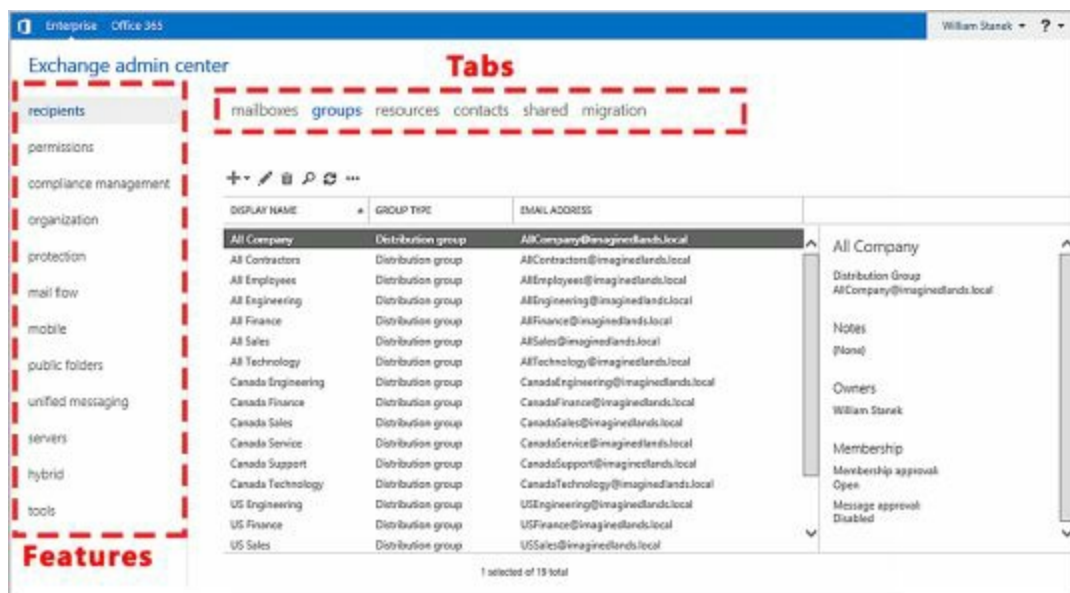 Enterprise Office 365 William Stanek ?
Exchange admin center
Tabs
recipients
permissions
compliance management
organization
protection
mail flow
mobile
public folders
unified messaging
servers
hybrid
tools
Features
mailboxes groups resources contacts shared migration
DISPLAY NAME GROUP TYPE EMAIL ADDRESS
All Company Distribution group AllCompany@imaginedlands.local
All Contractors Distribution group AllContractors@imaginedlands.local
All Employees Distribution group AllEmployees@imaginedlands.local
All Engineering Distribution group AllEngineering@imaginedlands.local
All Finance Distribution group AllFinance@imaginedlands.local
All Sales Distribution group AllSales@imaginedlands.local
All Technology Distribution group AllTechnology@imaginedlands.local
Canada Engineering Distribution group CanadaEngineering@imaginedlands.local
Canada Finance Distribution group CanadaFinance@imaginedlands.local
Canada Sales Distribution group CanadaSales@imaginedlands.local
Canada Service Distribution group CanadaService@imaginedlands.local
Canada Support Distribution group CanadaSupport@imaginedlands.local
Canada Technology Distribution group CanadaTechnology@imaginedlands.local
US Engineering Distribution group USEngineering@imaginedlands.local
US Finance Distribution group USFinance@imaginedlands.local
US Sales Distribution group USSales@imaginedlands.local
1 selected of 19 total
All Company
Distribution Group
AllCompany@imaginedlands.local
Notes
(None)
Owners
William Stanek
Membership
Membership approval:
Open
Message approval:
Disabled